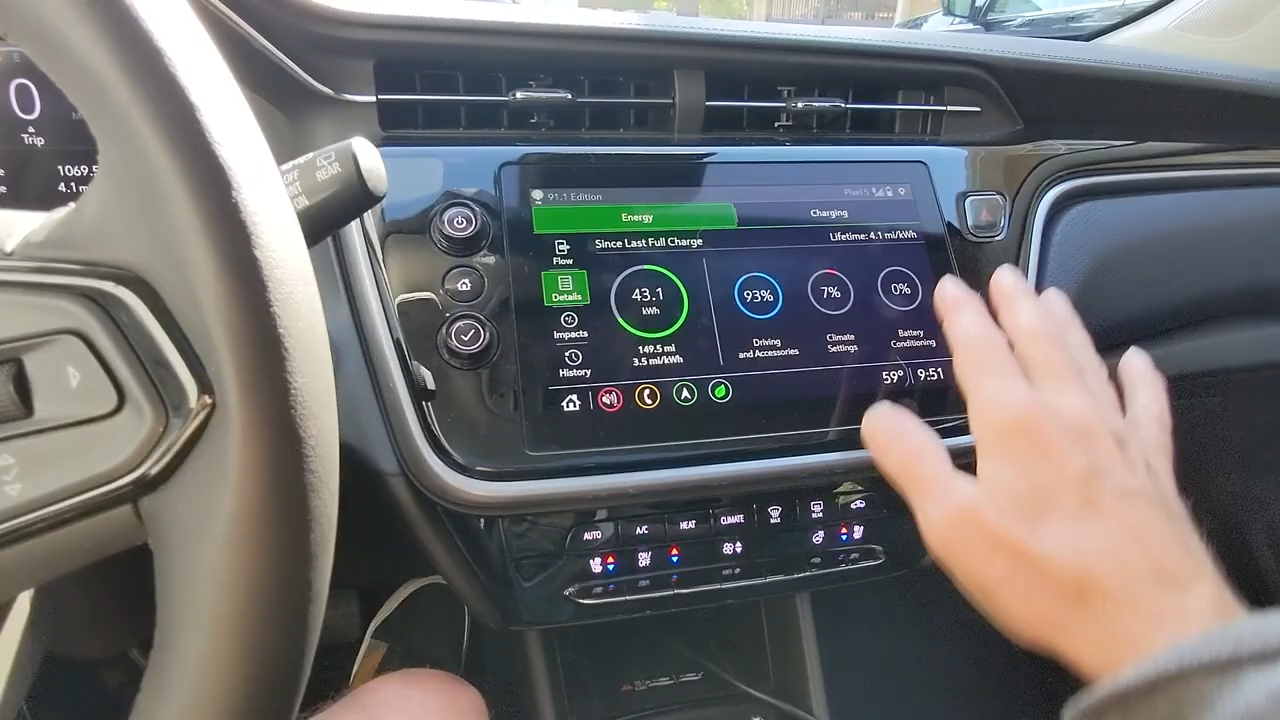 0
Trip
1069.5
4.1
OFF
REAR
ON
91.1 Edition
Pixel 5
Energy
Charging
Since Last Full Charge
Lifetime: 4.1 mi/kWh
Flow
Details
Impacts
History
43.1
kWh
149.5 mi
3.5 mi/kWh
93%
7%
0%
Driving
and Accessories
Climate
Settings
Battery
Conditioning
59°
9:51
AUTO
A/C
HEAT
CLIMATE
MAX
REAR
ON/
OFF